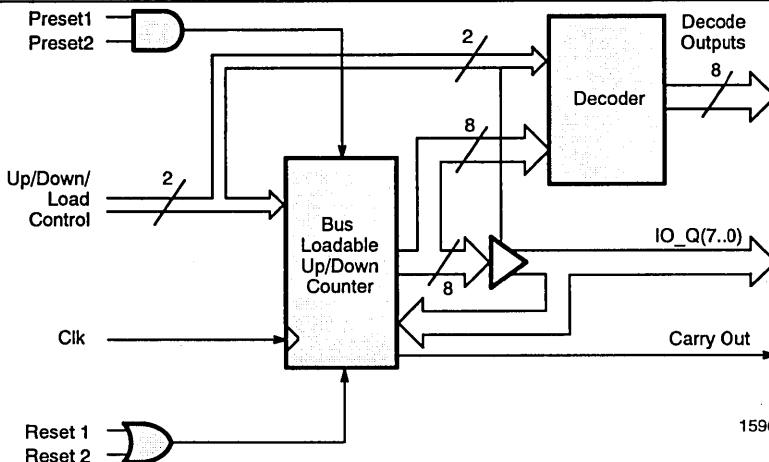 Preset1
Preset2
2
Decode
Outputs
8
Decoder
8
Up/Down/
Load
Control
2
Bus
Loadable
Up/Down
Counter
IO_Q(7..0)
8
Clk
Carry Out
Reset 1
Reset 2